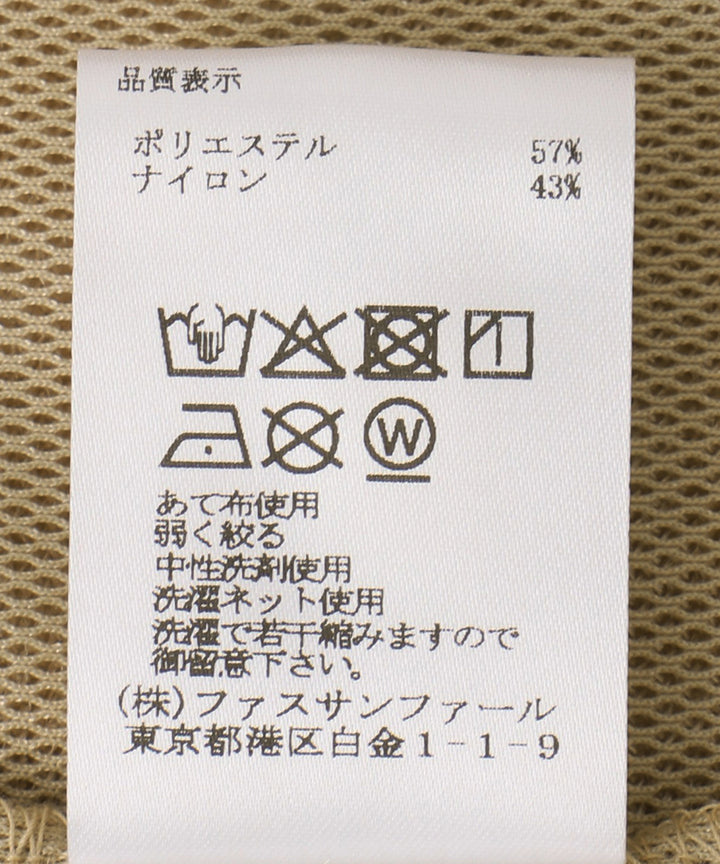 品質表示
ポリエステル 57%
ナイロン 43%
W
あて布使用
弱く絞る
中性洗剤使用
洗濯ネット使用
洗濯で若干縮みますので
御留意下さい。
(株)ファスサンファール
東京都港区白金1-1-9